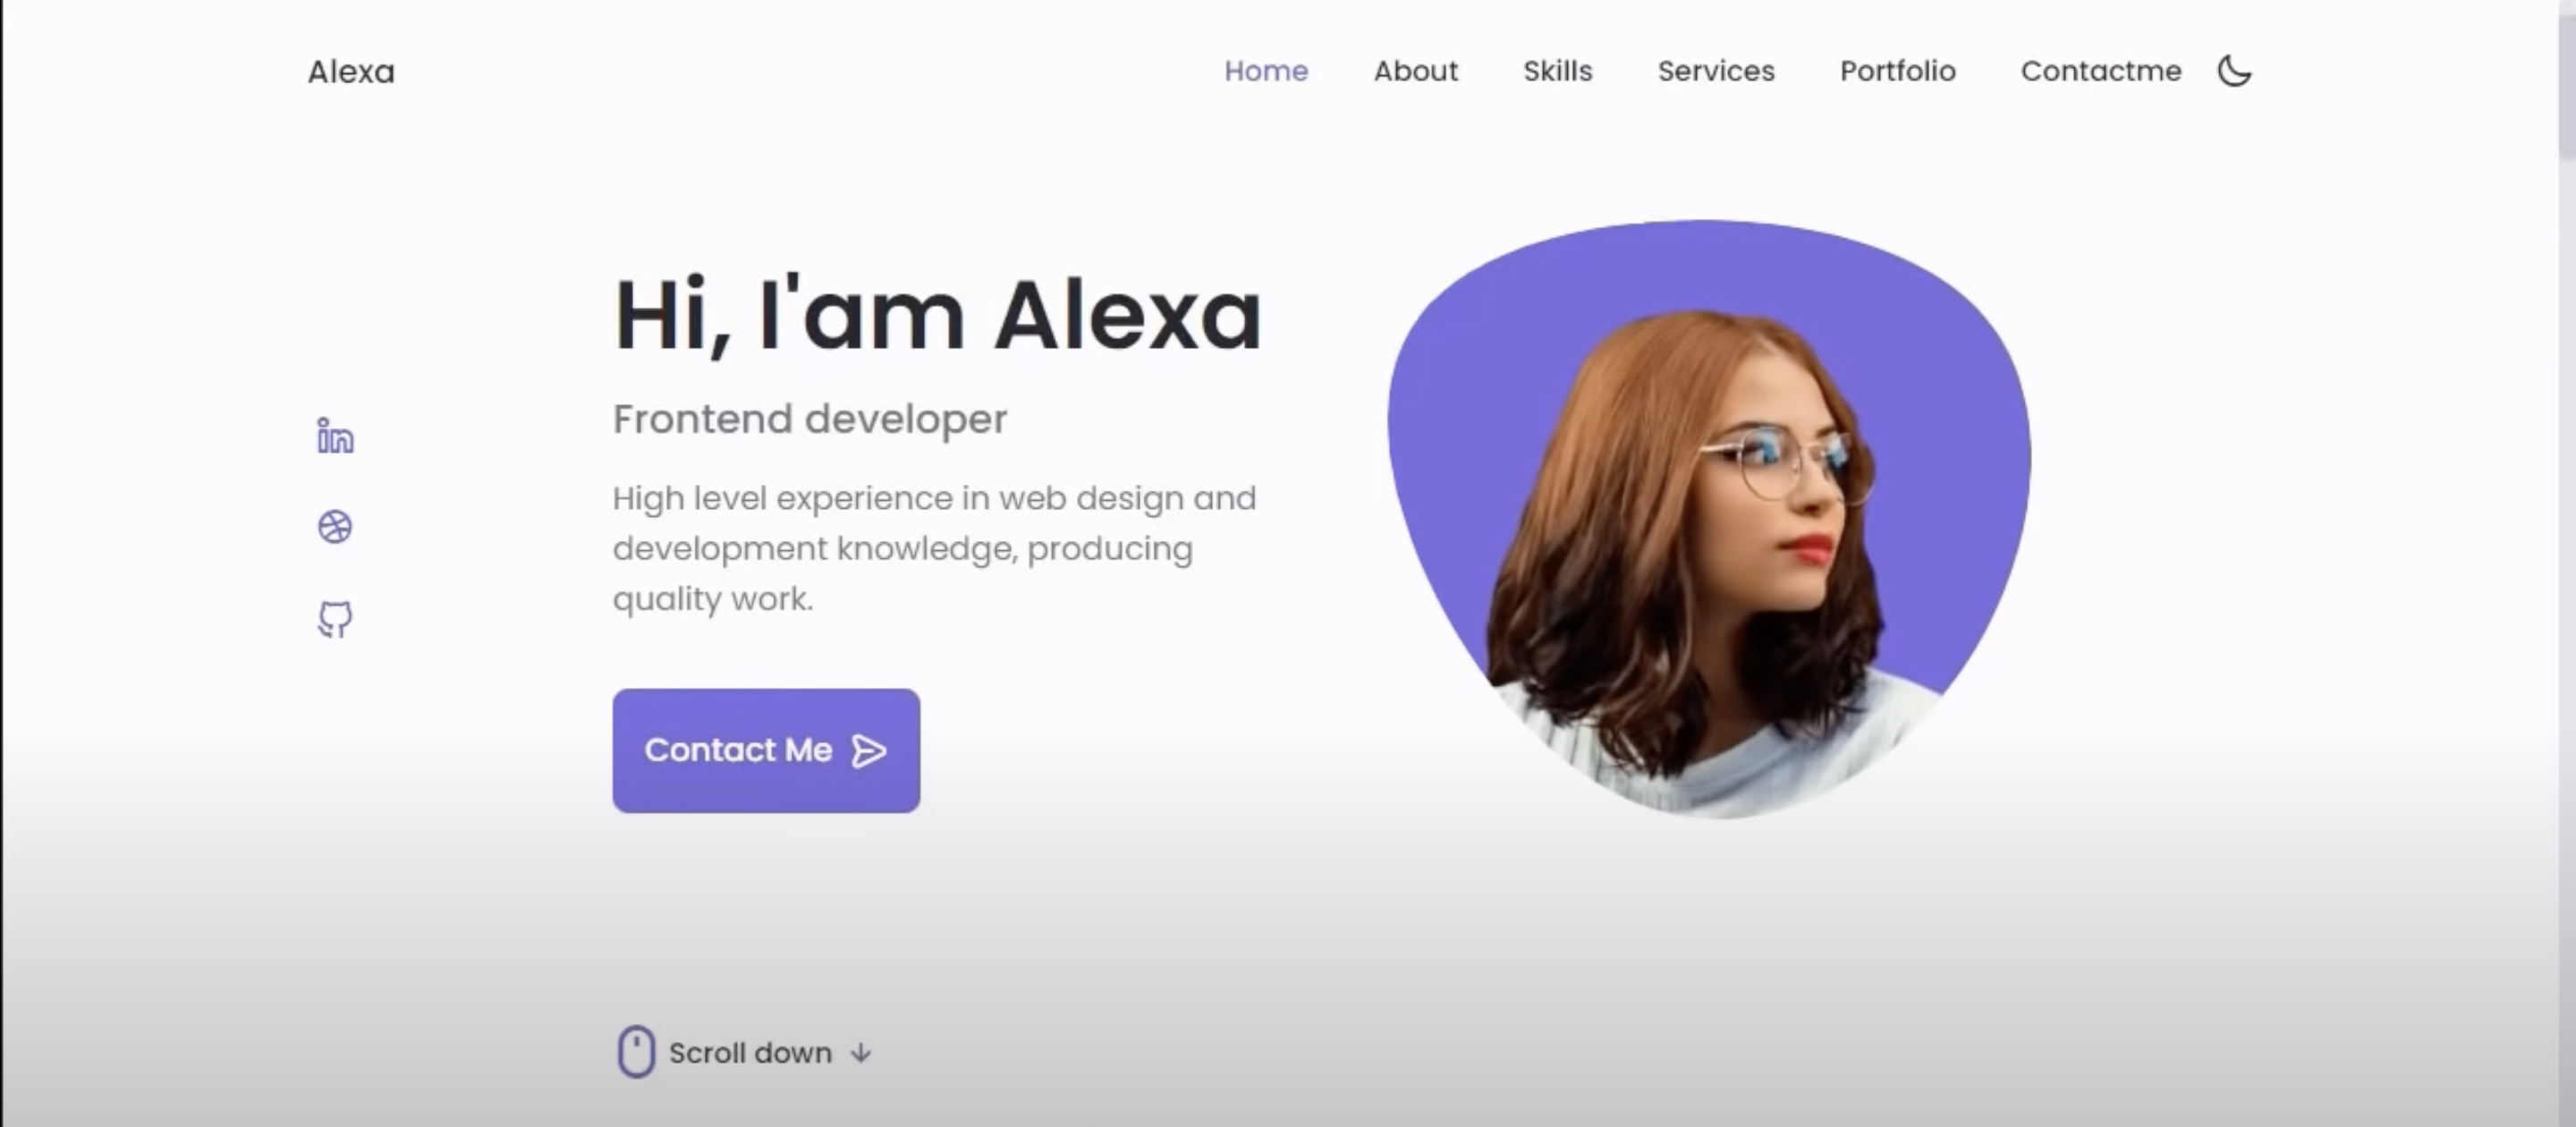 Alexa
Home About Skills Services Portfolio Contactme
Hi, I'am Alexa
Frontend developer
High level experience in web design and
development knowledge, producing
quality work.
Contact Me
Scroll down